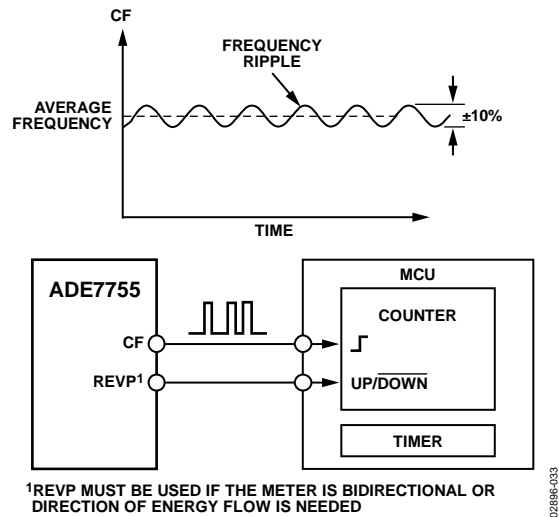 CF
FREQUENCY
RIPPLE
AVERAGE
FREQUENCY
±10%
TIME
ADE7755
CF
REVP¹
MCU
COUNTER
UP/DOWN
TIMER
¹REVP MUST BE USED IF THE METER IS BIDIRECTIONAL OR
DIRECTION OF ENERGY FLOW IS NEEDED
02896-033